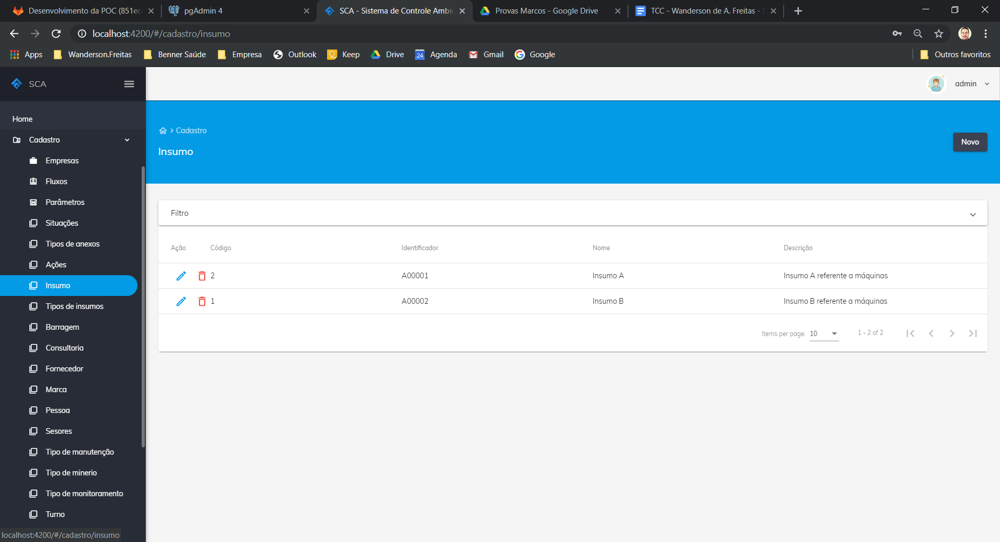 Desenvolvimento da POC (851ec
pgAdmin 4
SCA - Sistema de Controle Ambie
Provas Marcos - Google Drive
TCC - Wanderson de A. Freitas - S
localhost:4200/#/cadastro/insumo
Apps
Wanderson.Freitas
Benner Saúde
Empresa
Outlook
Keep
Drive
24
Agenda
Gmail
Google
Outros favoritos
SCA
admin
Home
Cadastro
Empresas
Fluxos
Parâmetros
Situações
Tipos de anexos
Ações
Insumo
Tipos de insumos
Barragem
Consultoria
Fornecedor
Marca
Pessoa
Sesores
Tipo de manutenção
Tipo de minerio
Tipo de monitoramento
Turno
localhost:4200/#/cadastro/insumo
Cadastro
Insumo
Novo
Filtro
Ação Código Identificador Nome Descrição
2 A00001 Insumo A Insumo A referente a máquinas
1 A00002 Insumo B Insumo B referente a máquinas
Items per page: 10 1 - 2 of 2